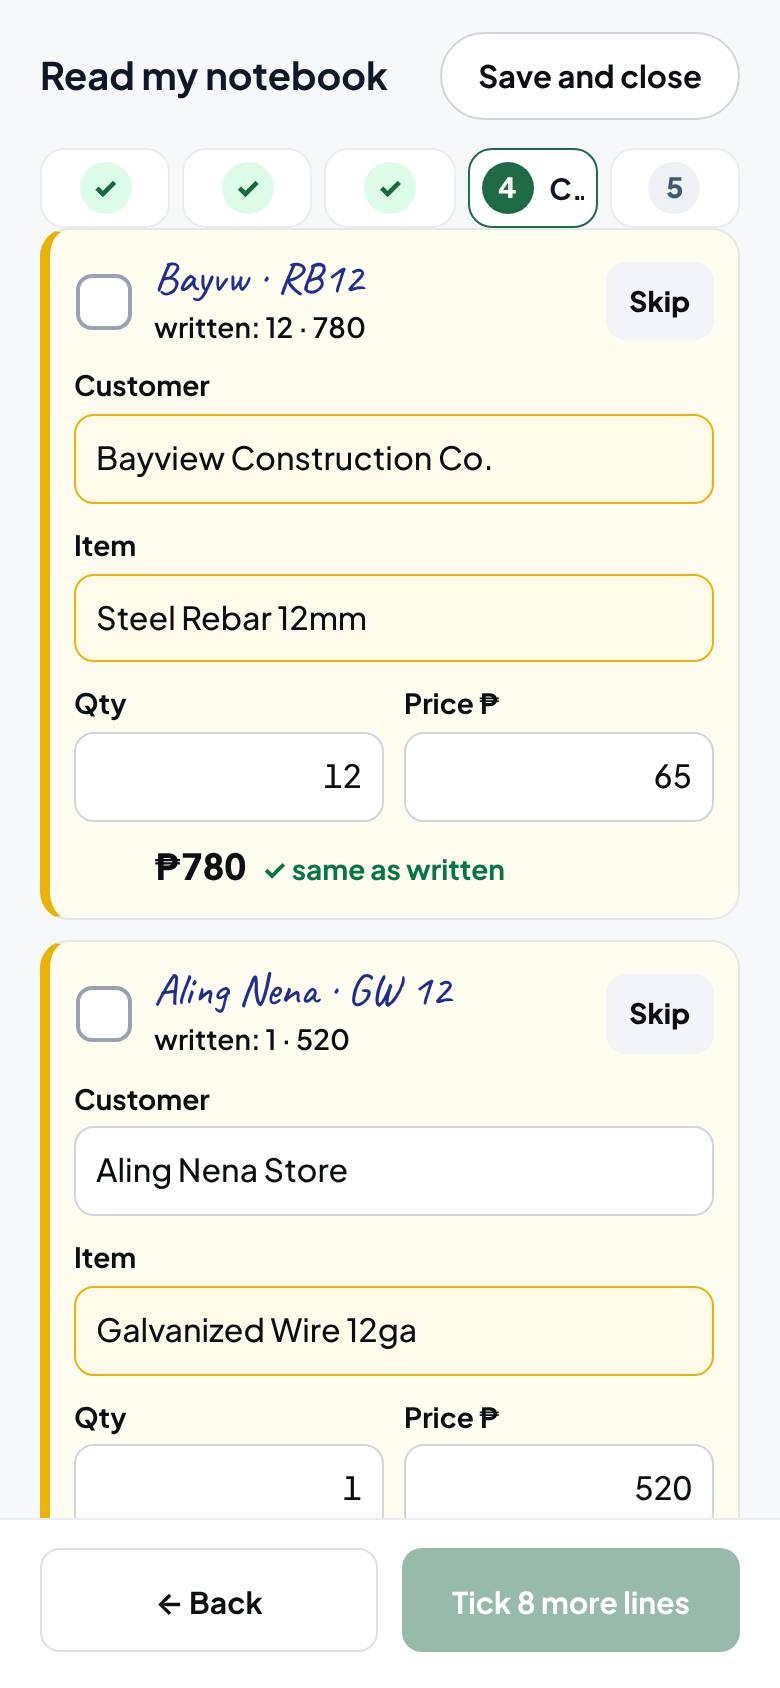 Read my notebook
Save and close
4 C..
5
Bayvw · RB12
written: 12 · 780
Skip
Customer
Bayview Construction Co.
Item
Steel Rebar 12mm
Qty
Price ₱
12
65
₱780 ✓ same as written
Aling Nena · GW 12
written: 1 · 520
Skip
Customer
Aling Nena Store
Item
Galvanized Wire 12ga
Qty
Price ₱
1
520
← Back
Tick 8 more lines